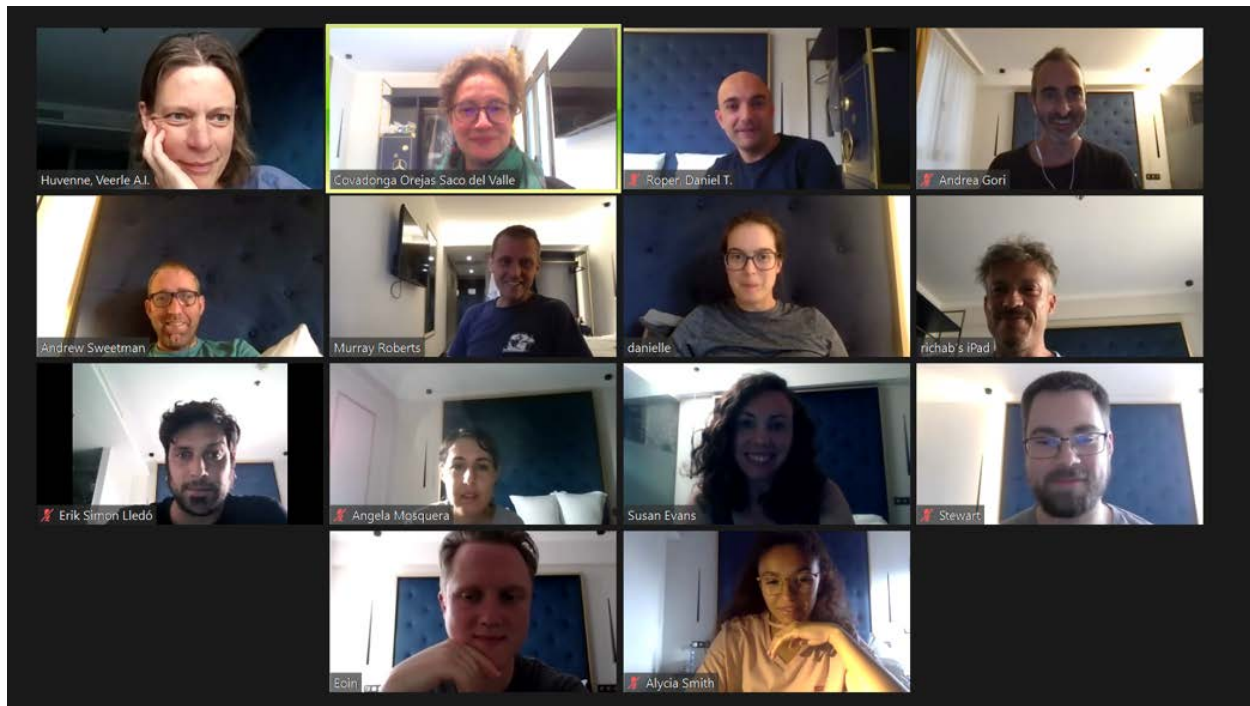 Huvenne, Veerle A.I.
Covadonga Orejas Saco del Valle
Roper, Daniel T.
Andrea Gori
Andrew Sweetman
Murray Roberts
danielle
richab's iPad
Erik Simon Lledó
Angela Mosquera
Susan Evans
Stewart
Eoin
Alycia Smith